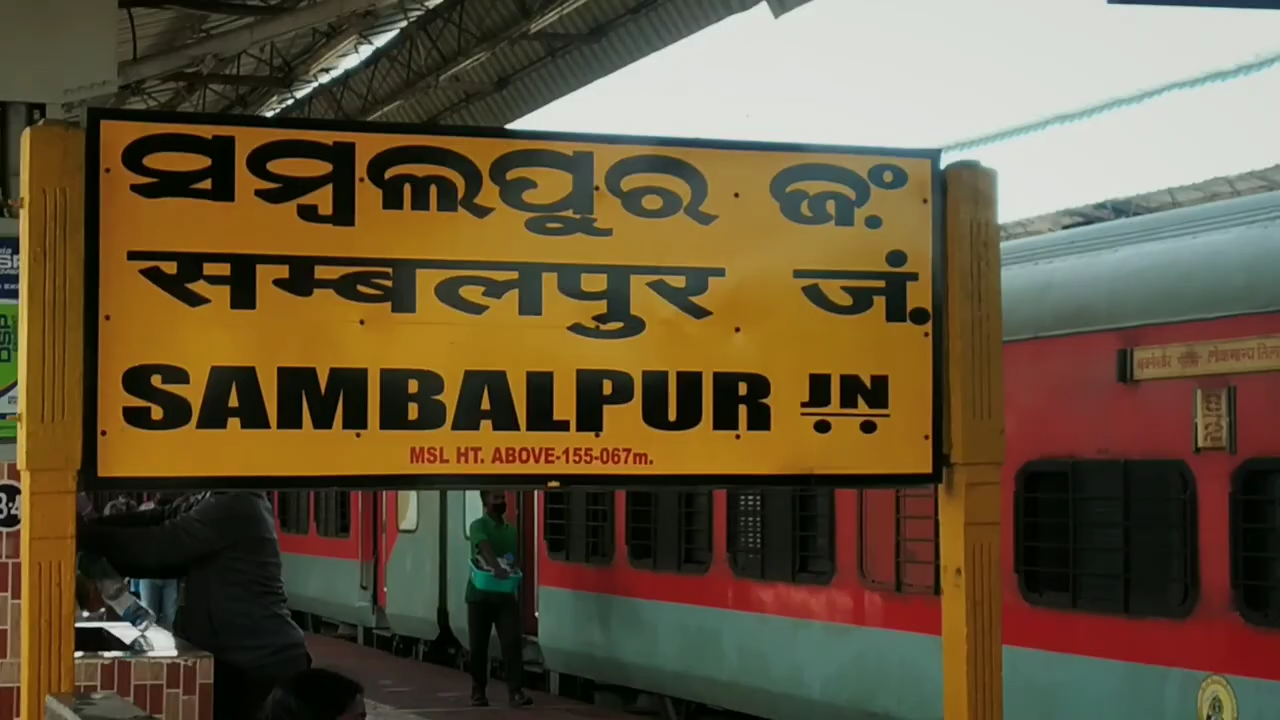 ସମ୍ବଲପୁର ଜଂ.
सम्बलपुर जं.
SAMBALPUR JN
MSL HT. ABOVE-155-067m.